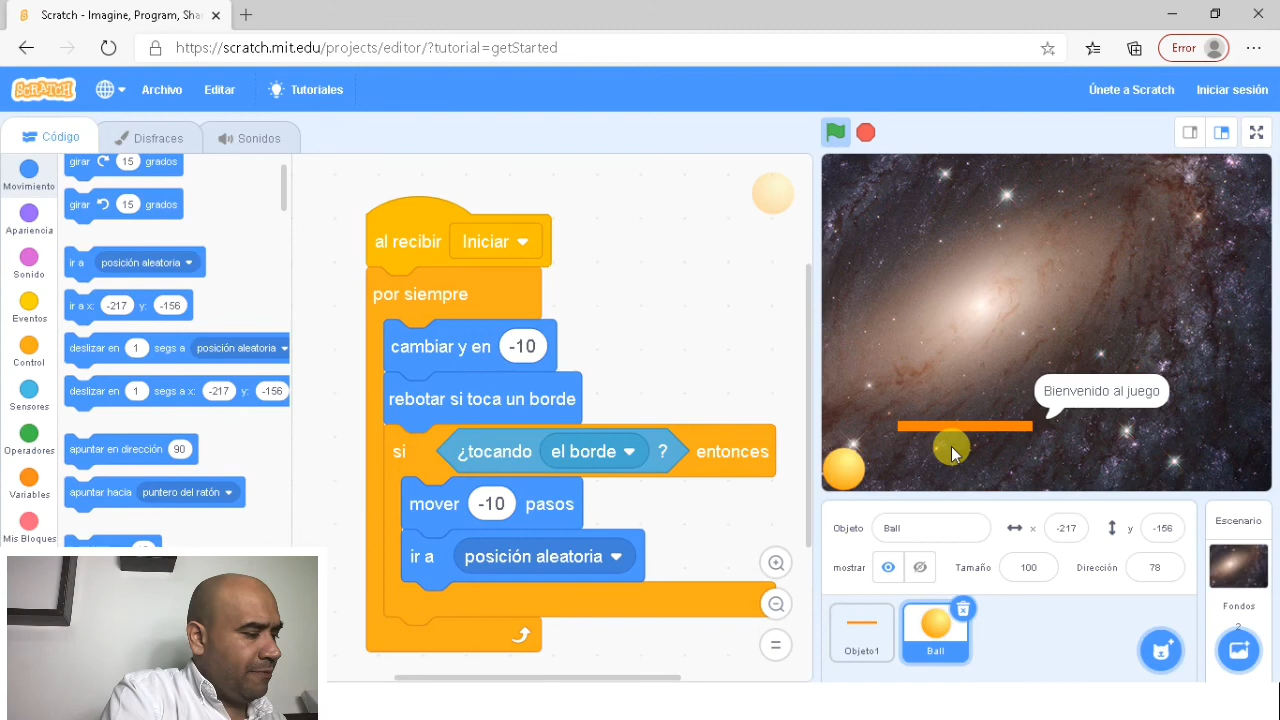 Scratch - Imagine, Program, Sha
https://scratch.mit.edu/projects/editor/?tutorial=getStarted
Error
SCRATCH
Archivo
Editar
Tutoriales
Únete a Scratch
Iniciar sesión
Código
Disfraces
Sonidos
Movimiento
Apariencia
Sonido
Eventos
Control
Sensores
Operadores
Variables
Mis Bloques
girar 15 grados
girar 15 grados
ir a posición aleatoria
ir a x: -217 y: -156
deslizar en 1 segs a posición aleatoria
deslizar en 1 segs a x: -217 y: -156
apuntar en dirección 90
apuntar hacia puntero del ratón
al recibir Iniciar
por siempre
cambiar y en -10
rebotar si toca un borde
si ¿tocando el borde ? entonces
mover -10 pasos
ir a posición aleatoria
Bienvenido al juego
Objeto Ball x -217 y -156
mostrar Tamaño 100 Dirección 78
Objeto1
Ball
Escenario
Fondos
2